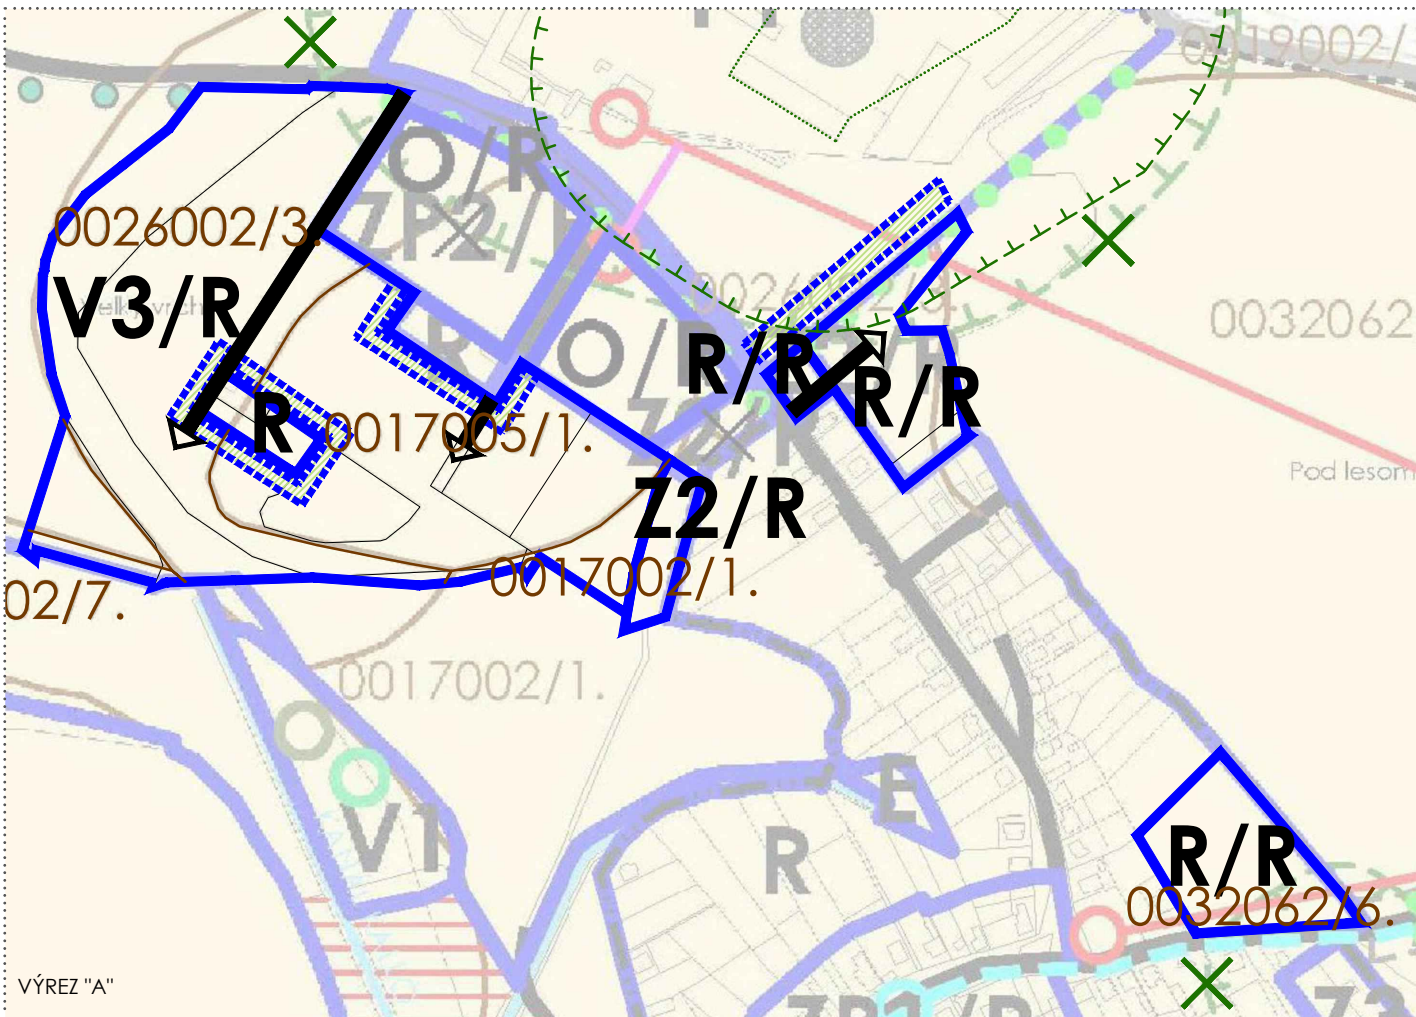 0019002/
O/R
0026002/3.
V3/R
R
O/R
R/R
R/R
0032062
R
0017005/1.
Pod lesom
Z2/R
0017002/1.
02/7.
0017002/1.
E
V1
R
R/R
0032062/6.
VÝREZ "A"
ZP1/R